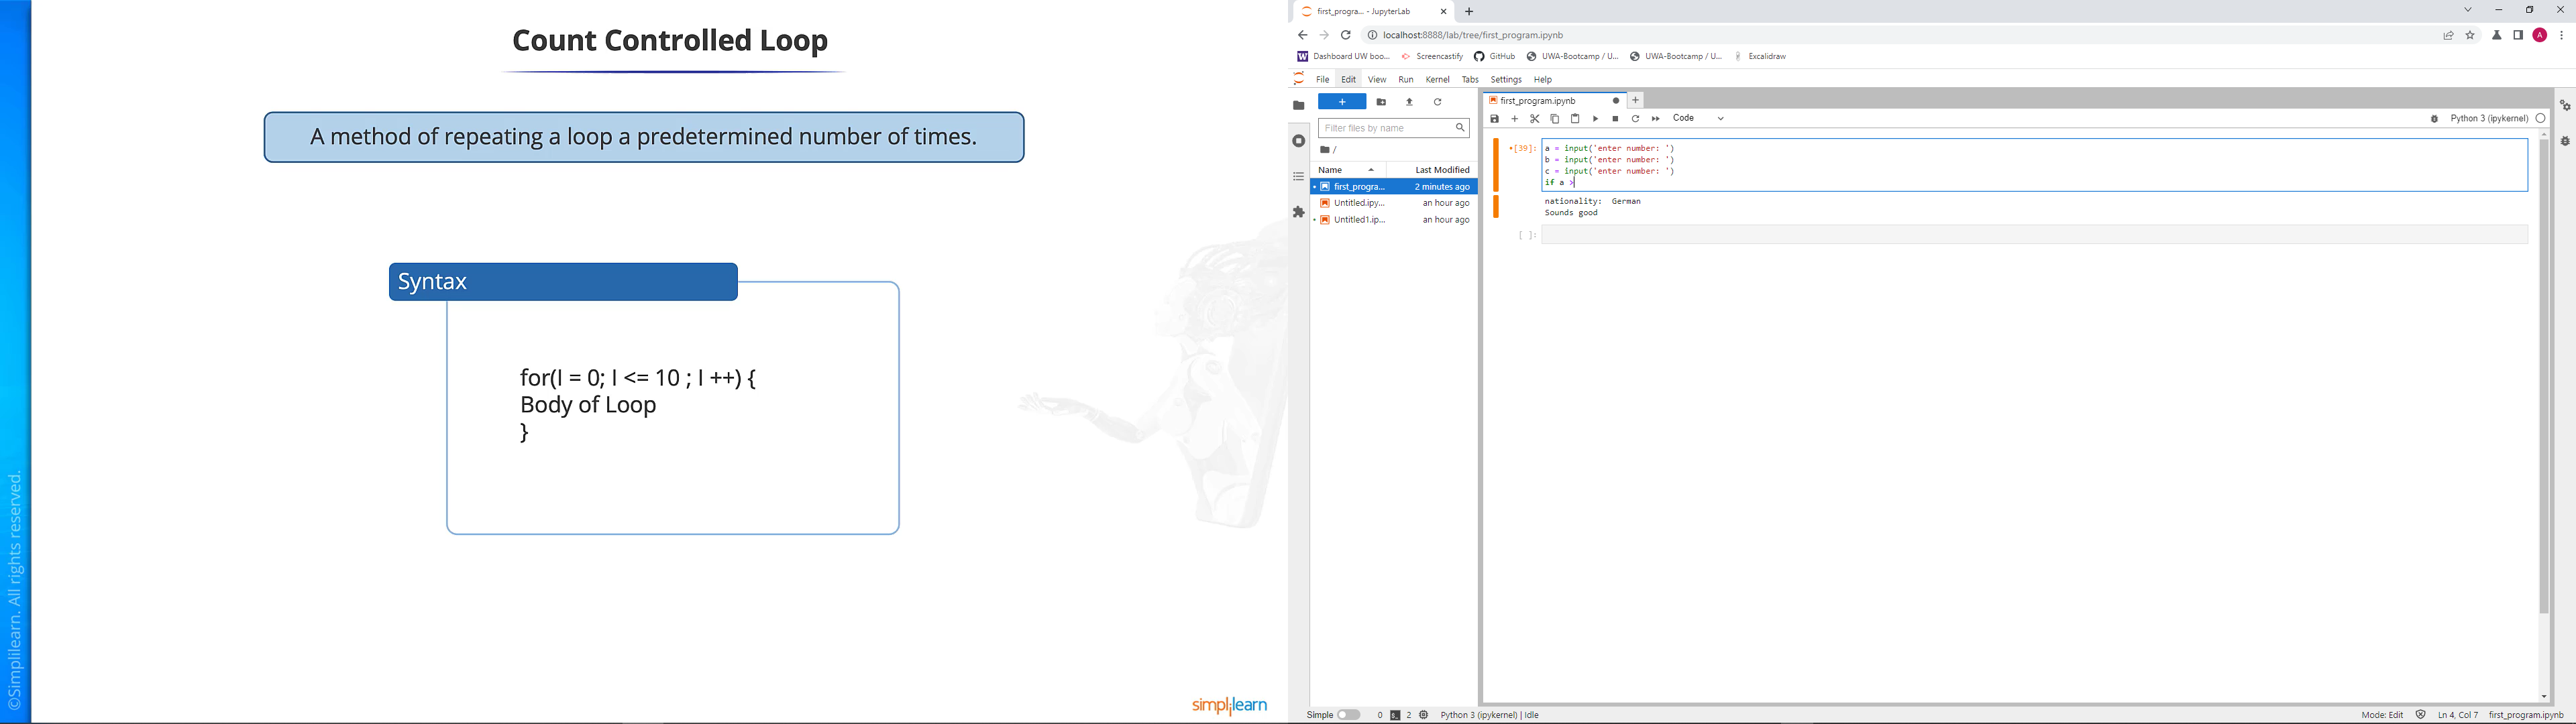 Count Controlled Loop
A method of repeating a loop a predetermined number of times.
Syntax
for(I = 0; I <= 10 ; I ++) {
Body of Loop
}
©Simplilearn. All rights reserved.
simplilearn
first_progra... - JupyterLab
localhost:8888/lab/tree/first_program.ipynb
A
W Dashboard UW boo... Screencastify GitHub UWA-Bootcamp / U... UWA-Bootcamp / U... Excalidraw
File Edit View Run Kernel Tabs Settings Help
first_program.ipynb
Code
Python 3 (ipykernel)
Filter files by name
/
Name Last Modified
first_progra... 2 minutes ago
Untitled.ipy... an hour ago
Untitled1.ip... an hour ago
[39]:
a = input('enter number: ')
b = input('enter number: ')
c = input('enter number: ')
if a >
nationality: German
Sounds good
[ ]:
Simple 0 2 Python 3 (ipykernel) | Idle
Mode: Edit Ln 4, Col 7 first_program.ipynb